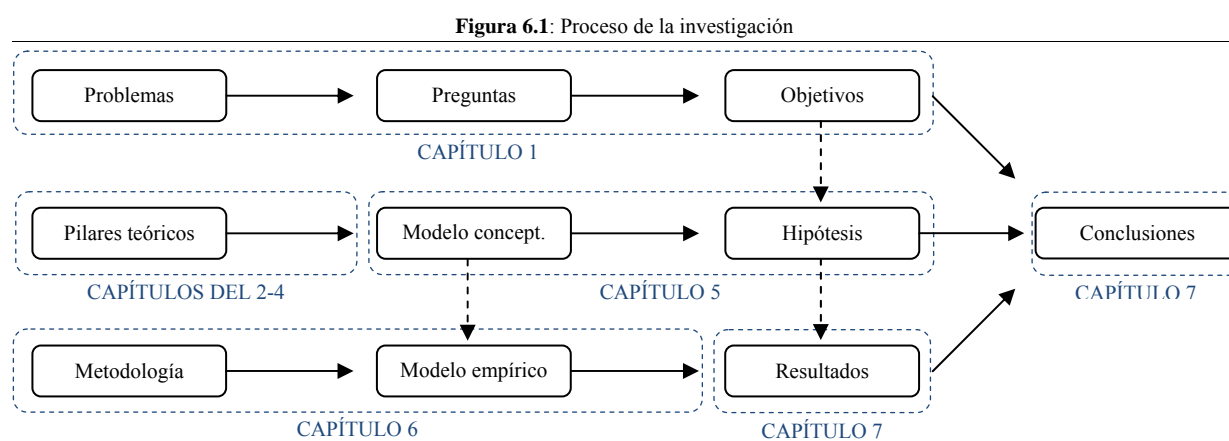 Figura 6.1: Proceso de la investigación
Problemas
Preguntas
Objetivos
CAPÍTULO 1
Pilares teóricos
Modelo concept.
Hipótesis
Conclusiones
CAPÍTULOS DEL 2-4
CAPÍTULO 5
CAPÍTULO 7
Metodología
Modelo empírico
Resultados
CAPÍTULO 6
CAPÍTULO 7